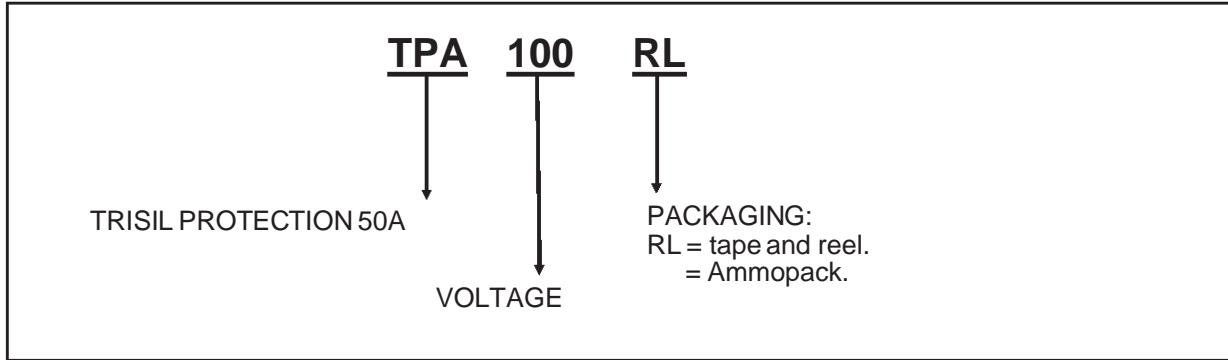 TPA 100 RL
TRISIL PROTECTION 50A
PACKAGING:
RL = tape and reel.
= Ammopack.
VOLTAGE